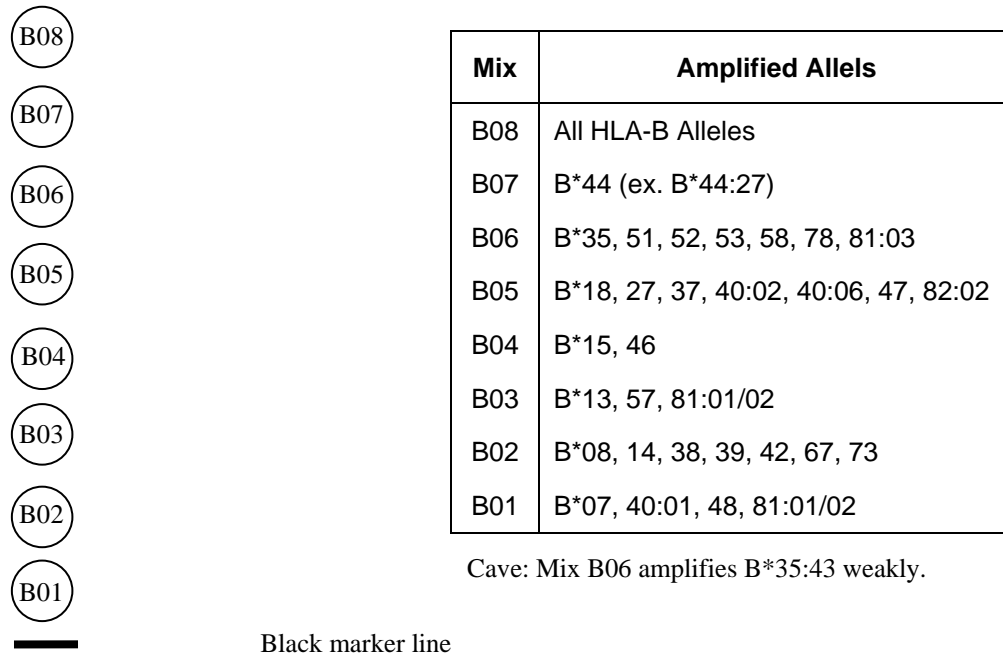 B08
B07
B06
B05
B04
B03
B02
B01
Mix Amplified Allels
B08 All HLA-B Alleles
B07 B*44 (ex. B*44:27)
B06 B*35, 51, 52, 53, 58, 78, 81:03
B05 B*18, 27, 37, 40:02, 40:06, 47, 82:02
B04 B*15, 46
B03 B*13, 57, 81:01/02
B02 B*08, 14, 38, 39, 42, 67, 73
B01 B*07, 40:01, 48, 81:01/02
Cave: Mix B06 amplifies B*35:43 weakly.
Black marker line